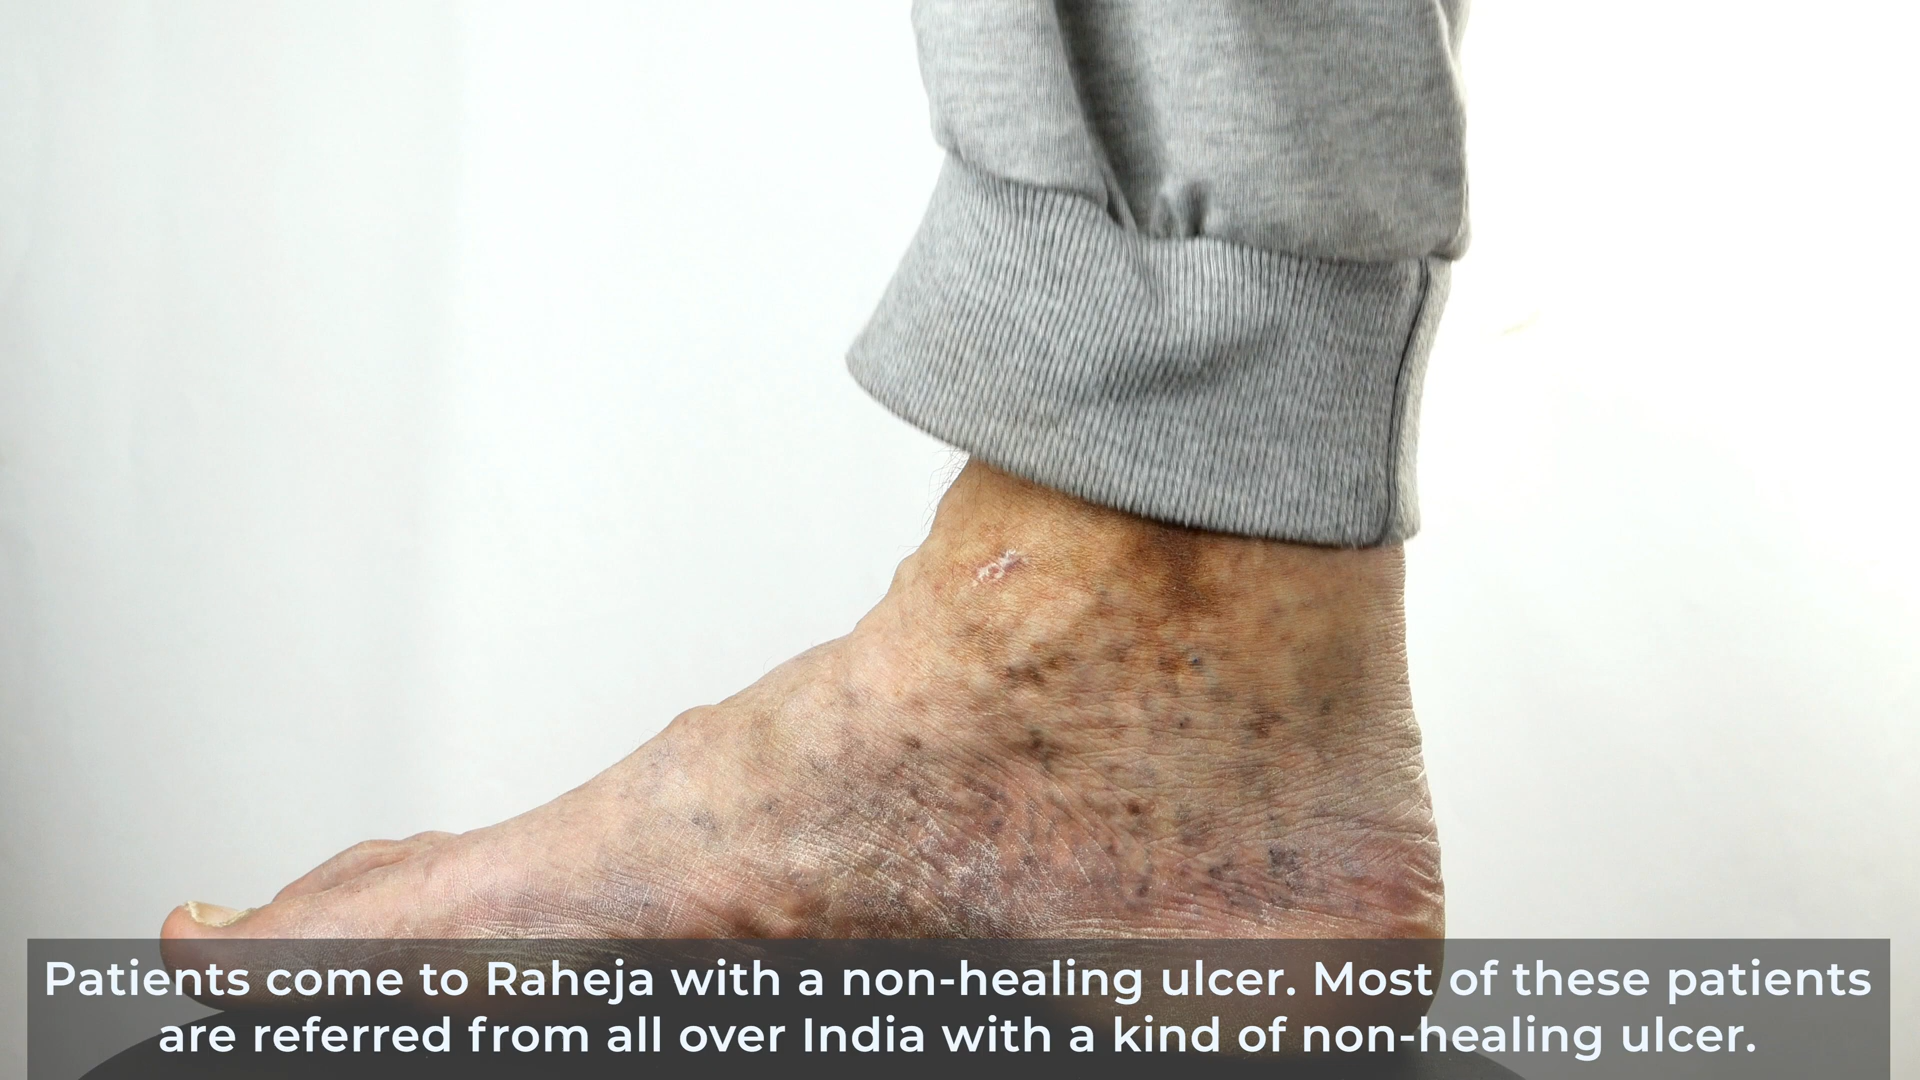 Patients come to Raheja with a non-healing ulcer. Most of these patients
are referred from all over India with a kind of non-healing ulcer.